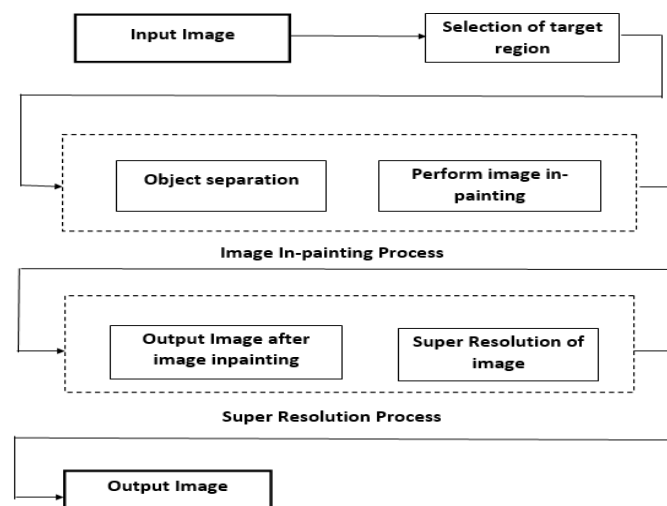 Input Image
Selection of target
region
Object separation
Perform image in-
painting
Image In-painting Process
Output Image after
image inpainting
Super Resolution of
image
Super Resolution Process
Output Image